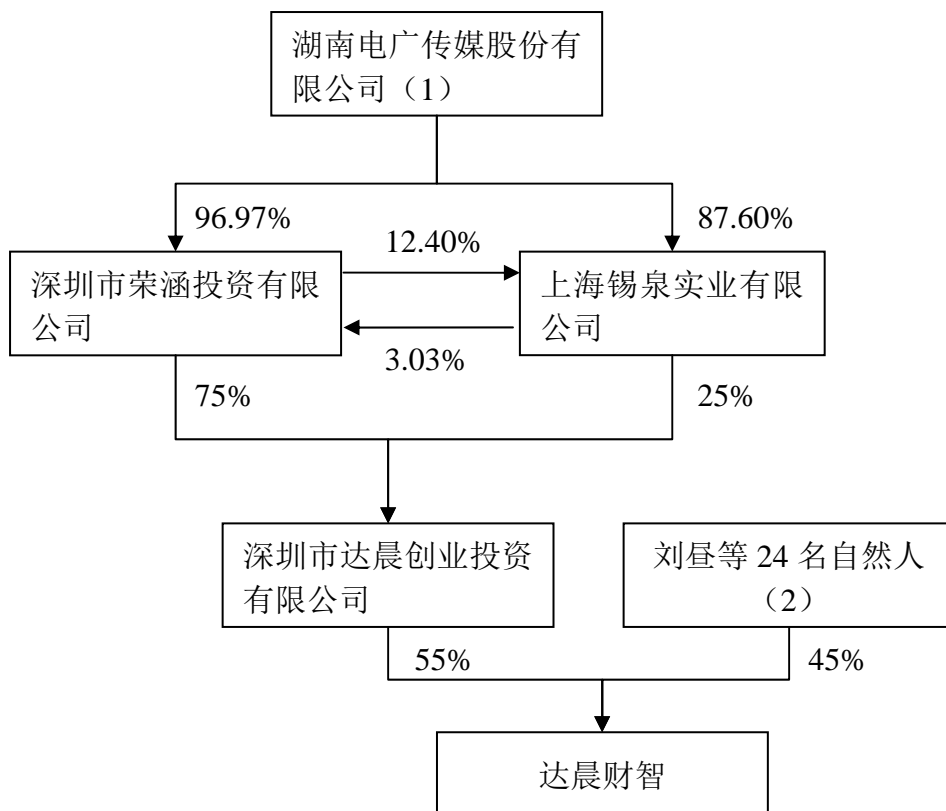 湖南电广传媒股份有
限公司（1）
96.97%
87.60%
12.40%
深圳市荣涵投资有限
公司
上海锡泉实业有限
公司
3.03%
75%
25%
深圳市达晨创业投资
有限公司
刘昼等 24 名自然人
（2）
55%
45%
达晨财智